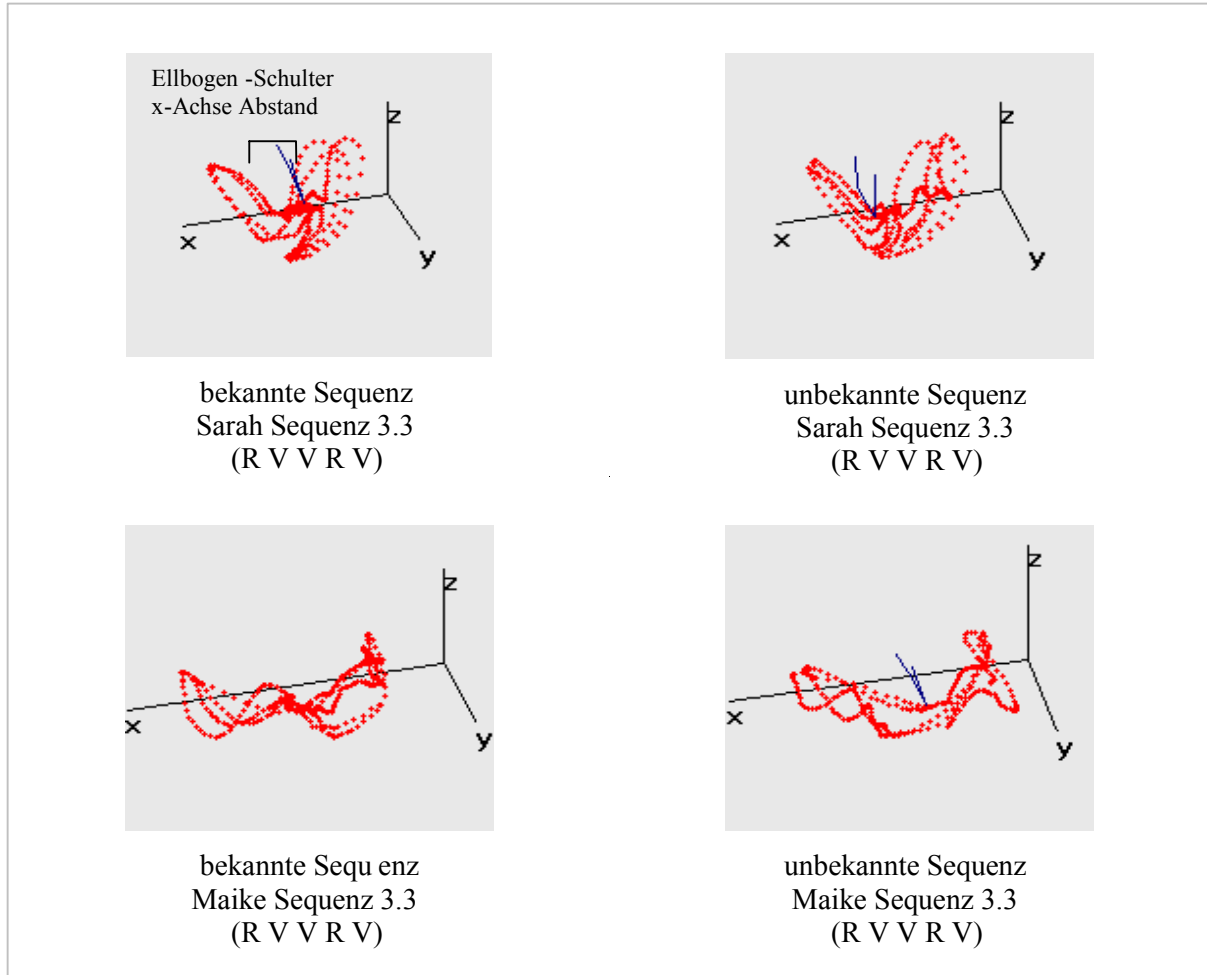 Ellbogen -Schulter
x-Achse Abstand
z
x
y
z
x
y
bekannte Sequenz
Sarah Sequenz 3.3
(R V V R V)
unbekannte Sequenz
Sarah Sequenz 3.3
(R V V R V)
z
x
y
z
x
y
bekannte Sequ enz
Maike Sequenz 3.3
(R V V R V)
unbekannte Sequenz
Maike Sequenz 3.3
(R V V R V)